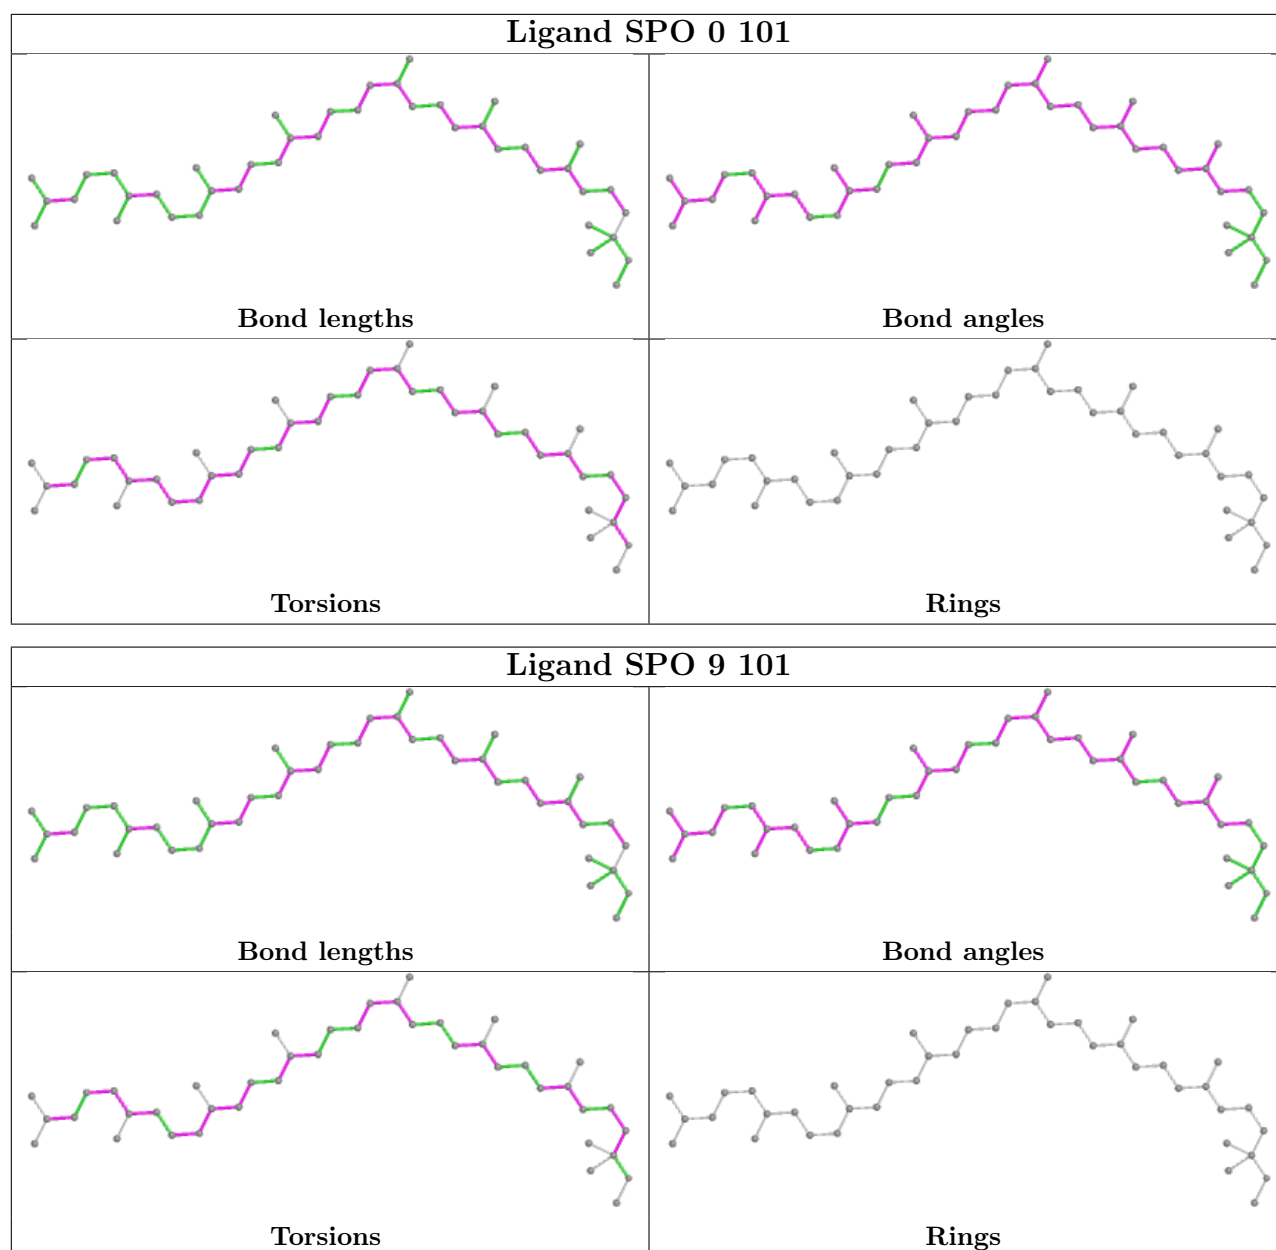 Ligand SPO 0 101
Bond lengths
Bond angles
Torsions
Rings
Ligand SPO 9 101
Bond lengths
Bond angles
Torsions
Rings